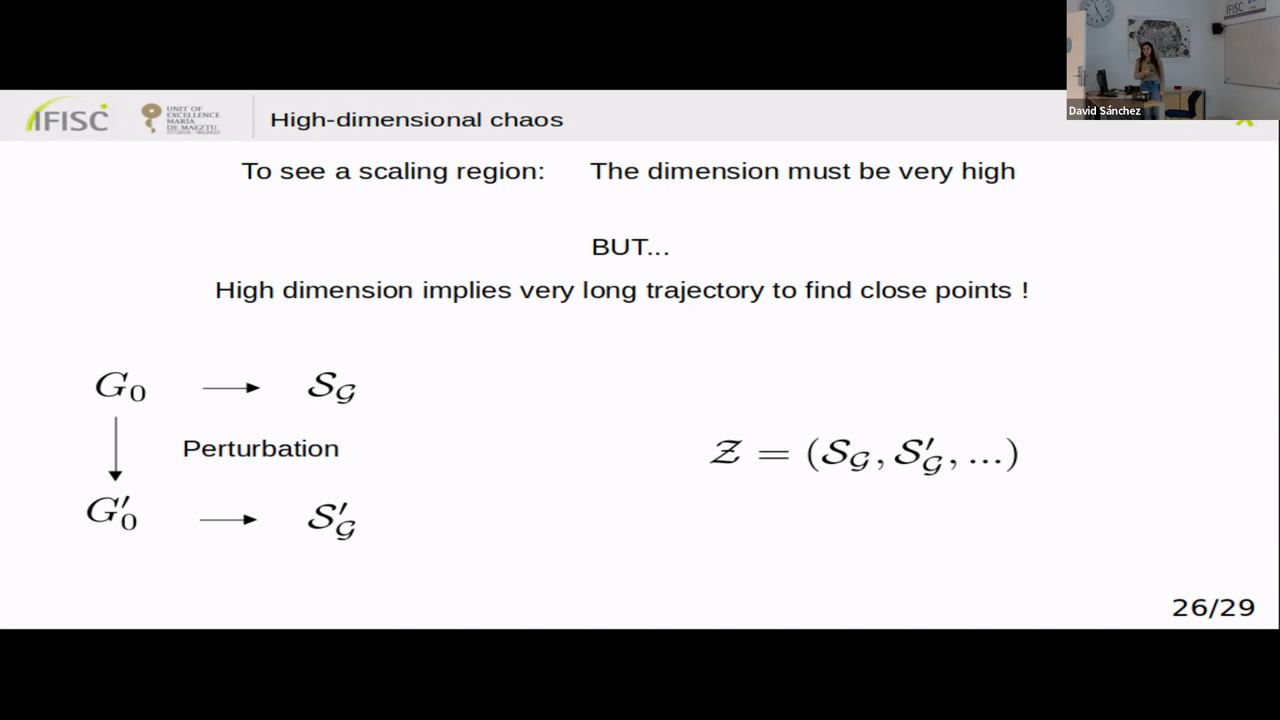 IFISC
UNIT OF
EXCELLENCE
MARÍA
DE MAEZTU
High-dimensional chaos
IFISC
David Sánchez
To see a scaling region: The dimension must be very high
BUT...
High dimension implies very long trajectory to find close points !
G₀ → 𝒮_𝒢
Perturbation
𝒵 = (𝒮_𝒢, 𝒮′_𝒢, ...)
G′₀ → 𝒮′_𝒢
26/29